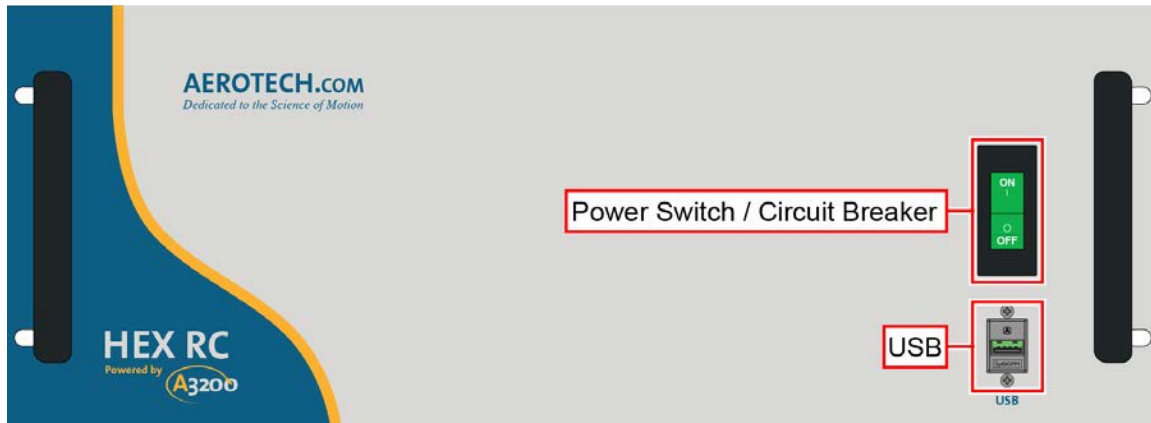 AEROTECH.COM
Dedicated to the Science of Motion
Power Switch / Circuit Breaker
ON
I
O
OFF
USB
A
USB
HEX RC
Powered by
A3200